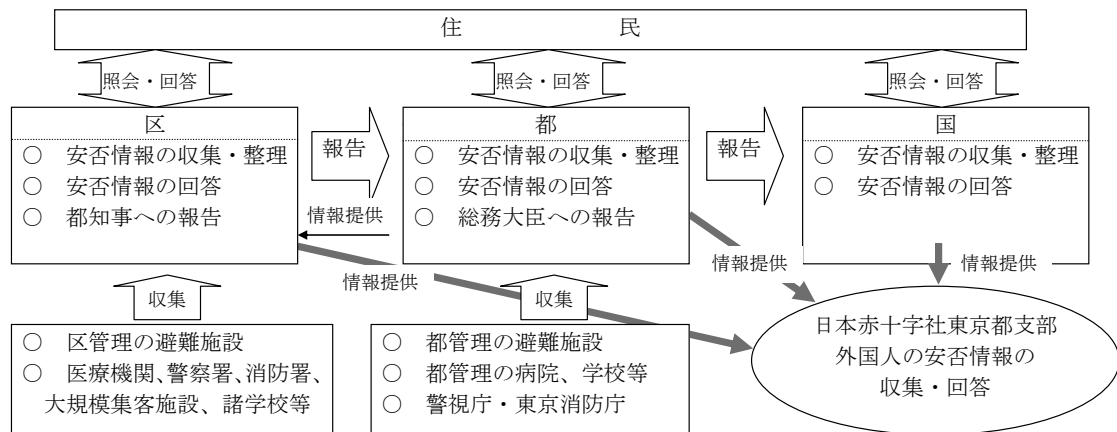 住　　　　民
照会・回答
照会・回答
照会・回答
区
○　安否情報の収集・整理
○　安否情報の回答
○　都知事への報告
報告
情報提供
都
○　安否情報の収集・整理
○　安否情報の回答
○　総務大臣への報告
報告
国
○　安否情報の収集・整理
○　安否情報の回答
情報提供
情報提供
情報提供
収集
収集
○　区管理の避難施設
○　医療機関、警察署、消防署、
大規模集客施設、諸学校等
○　都管理の避難施設
○　都管理の病院、学校等
○　警視庁・東京消防庁
日本赤十字社東京都支部
外国人の安否情報の
収集・回答